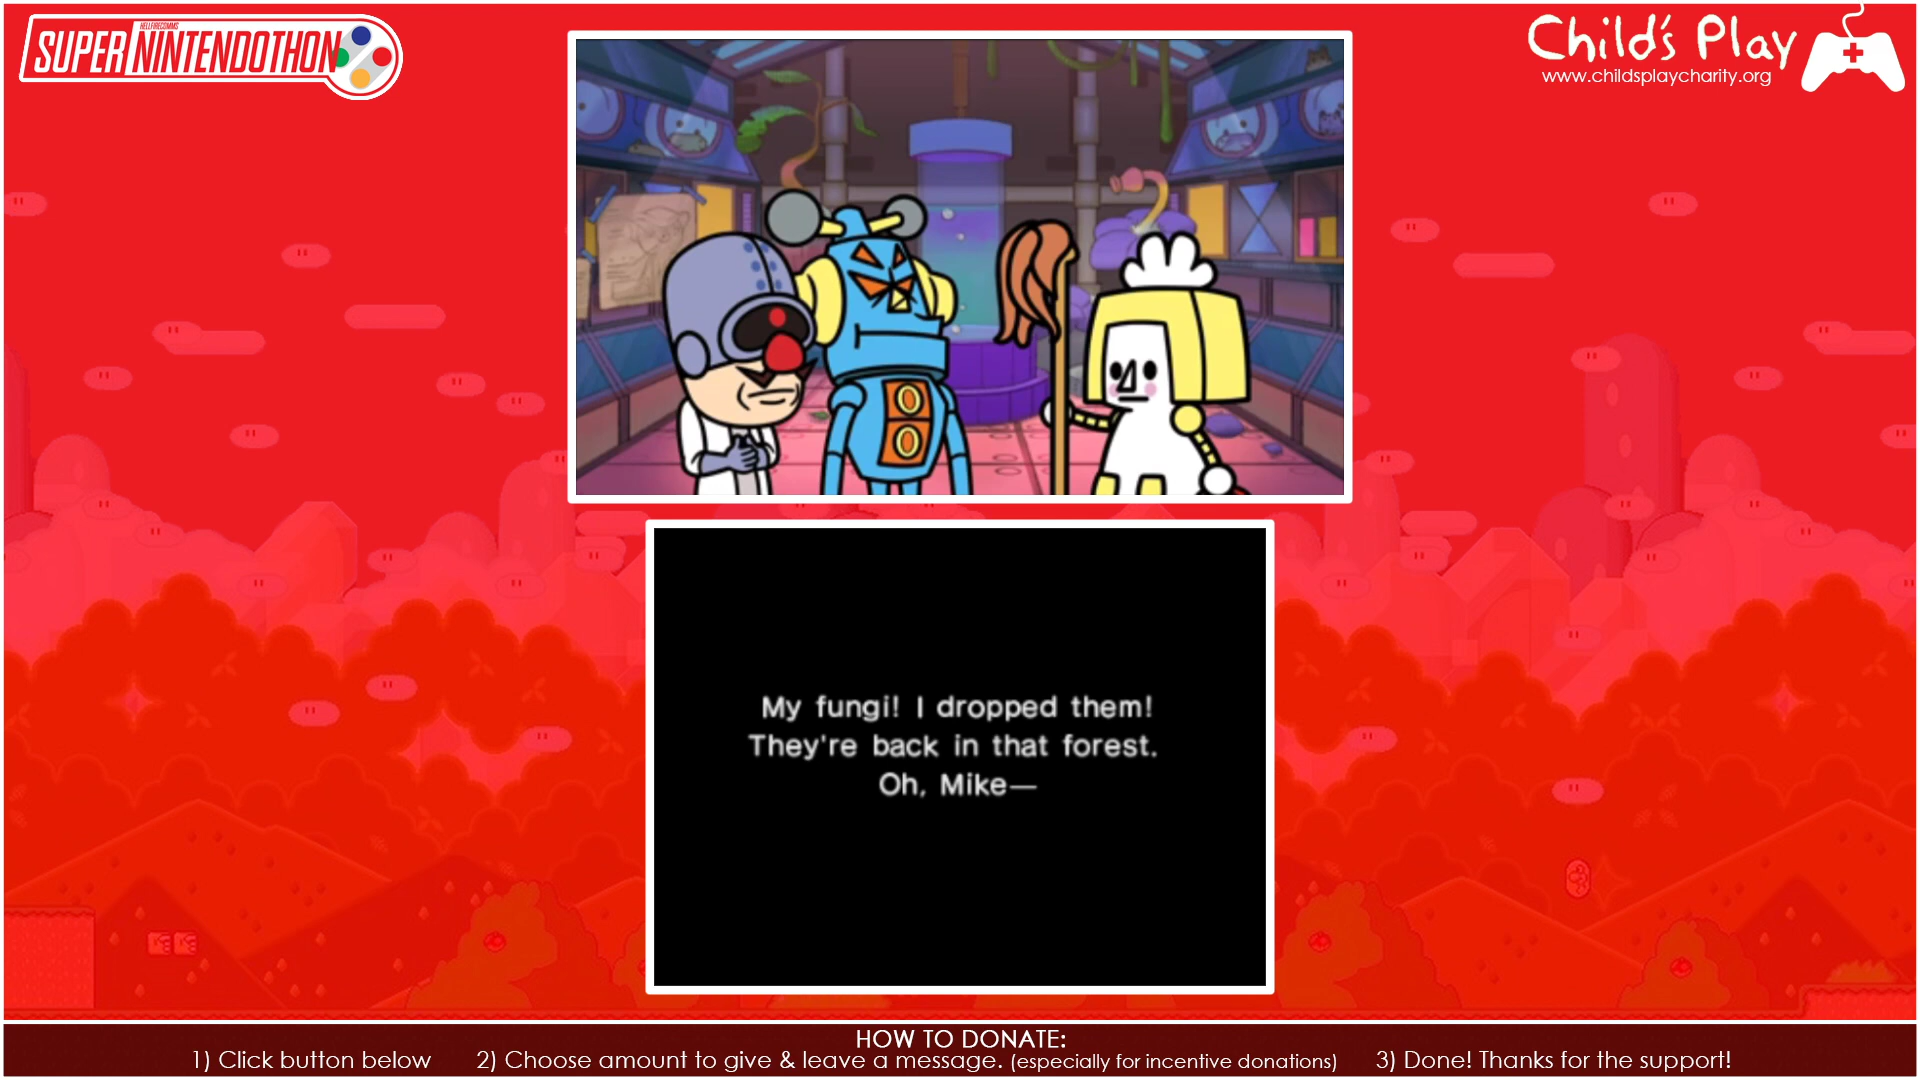 HELLFIRECOMMS
SUPER NINTENDOTHON
Child's Play
www.childsplaycharity.org
My fungi! I dropped them!
They're back in that forest.
Oh, Mike—
HOW TO DONATE:
1) Click button below 2) Choose amount to give & leave a message. (especially for incentive donations) 3) Done! Thanks for the support!